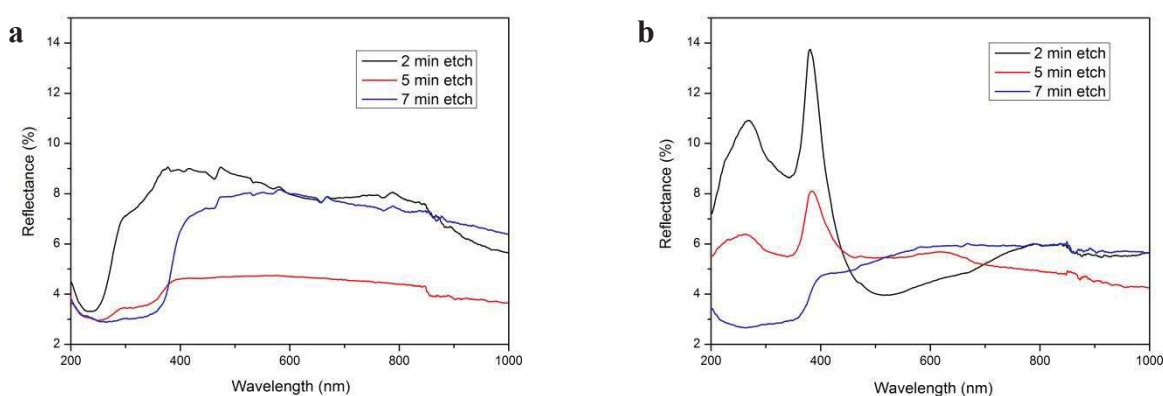 a
14
12
10
8
6
4
2
Reflectance (%)
2 min etch
5 min etch
7 min etch
200 400 600 800 1000
Wavelength (nm)
b
14
12
10
8
6
4
2
Reflectance (%)
2 min etch
5 min etch
7 min etch
200 400 600 800 1000
Wavelength (nm)